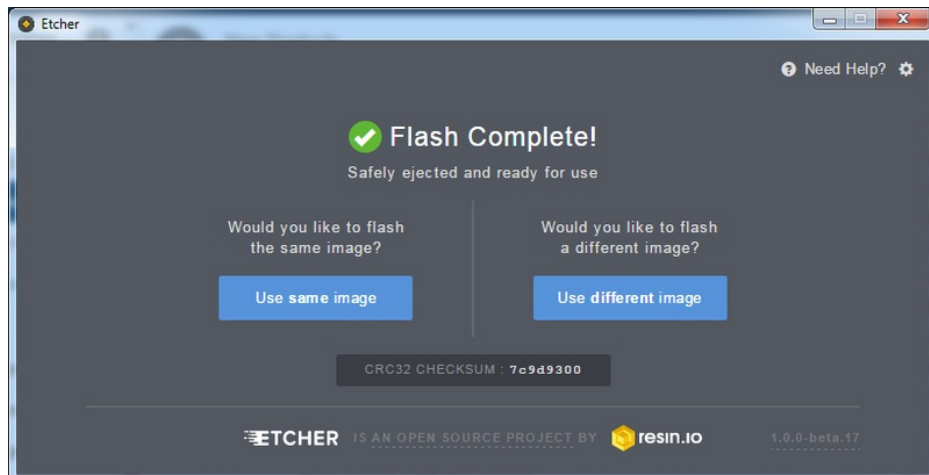 Etcher
Need Help?
Flash Complete!
Safely ejected and ready for use
Would you like to flash
the same image?
Use same image
Would you like to flash
a different image?
Use different image
CRC32 CHECKSUM : 7c9d9300
ETCHER IS AN OPEN SOURCE PROJECT BY resin.io 1.0.0-beta.17